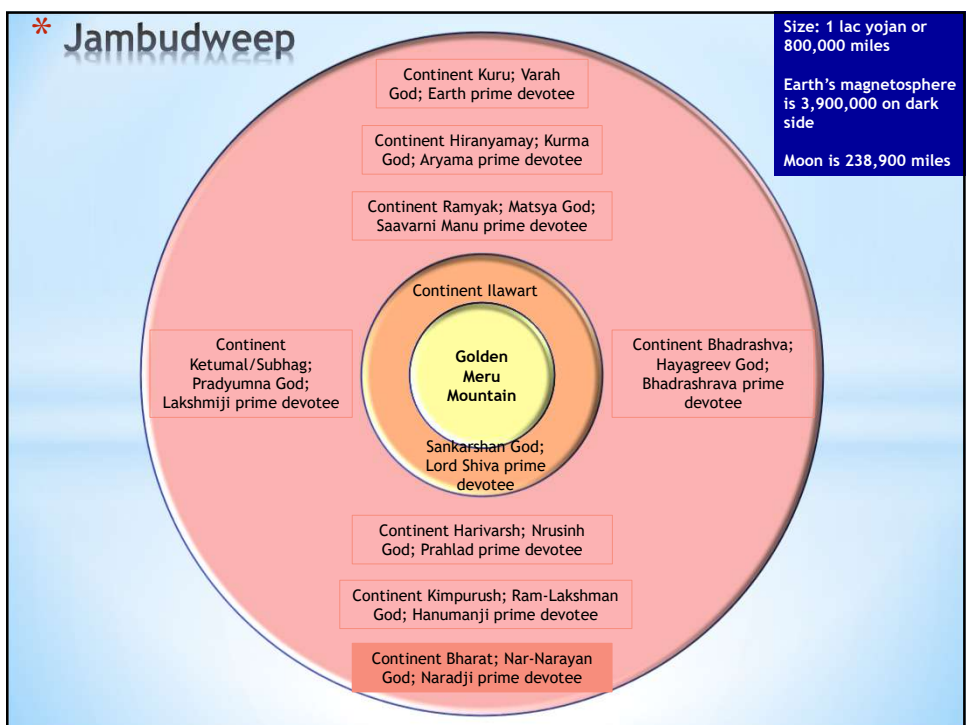 * Jambudweep
Size: 1 lac yojan or
800,000 miles
Earth's magnetosphere
is 3,900,000 on dark
side
Moon is 238,900 miles
Continent Kuru; Varah
God; Earth prime devotee
Continent Hiranyamay; Kurma
God; Aryama prime devotee
Continent Ramyak; Matsya God;
Saavarni Manu prime devotee
Continent Ilawart
Continent
Ketumal/Subhag;
Pradyumna God;
Lakshmiji prime devotee
Golden
Meru
Mountain
Continent Bhadrashva;
Hayagreev God;
Bhadrashrava prime
devotee
Sankarshan God;
Lord Shiva prime
devotee
Continent Harivarsh; Nrusinh
God; Prahlad prime devotee
Continent Kimpurush; Ram-Lakshman
God; Hanumanji prime devotee
Continent Bharat; Nar-Narayan
God; Naradji prime devotee